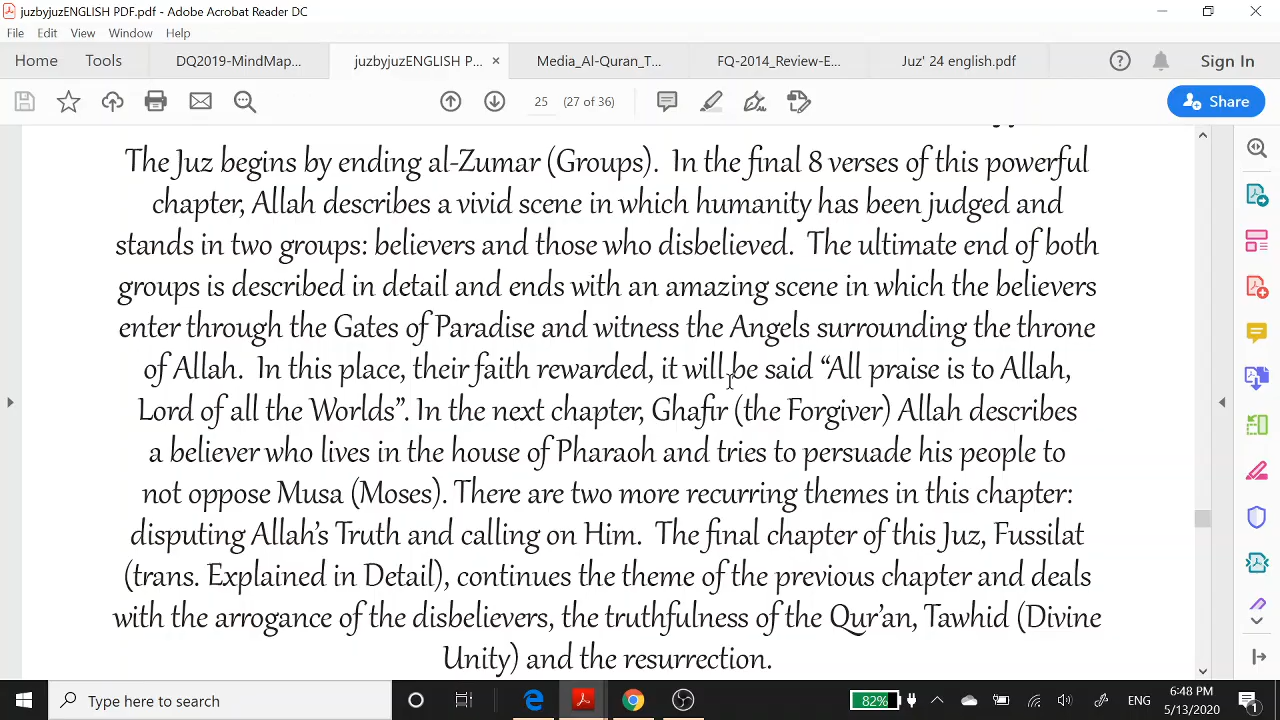 juzbyjuzENGLISH PDF.pdf - Adobe Acrobat Reader DC
File Edit View Window Help
Home Tools DQ2019-MindMap... juzbyjuzENGLISH P... × Media_Al-Quran_T... FQ-2014_Review-E... Juz' 24 english.pdf Sign In
25 (27 of 36) Share
The Juz begins by ending al-Zumar (Groups). In the final 8 verses of this powerful
chapter, Allah describes a vivid scene in which humanity has been judged and
stands in two groups: believers and those who disbelieved. The ultimate end of both
groups is described in detail and ends with an amazing scene in which the believers
enter through the Gates of Paradise and witness the Angels surrounding the throne
of Allah. In this place, their faith rewarded, it will be said “All praise is to Allah,
Lord of all the Worlds”. In the next chapter, Ghafir (the Forgiver) Allah describes
a believer who lives in the house of Pharaoh and tries to persuade his people to
not oppose Musa (Moses). There are two more recurring themes in this chapter:
disputing Allah’s Truth and calling on Him. The final chapter of this Juz, Fussilat
(trans. Explained in Detail), continues the theme of the previous chapter and deals
with the arrogance of the disbelievers, the truthfulness of the Qur’an, Tawhid (Divine
Unity) and the resurrection.
Type here to search 82% ENG 6:48 PM
5/13/2020 1